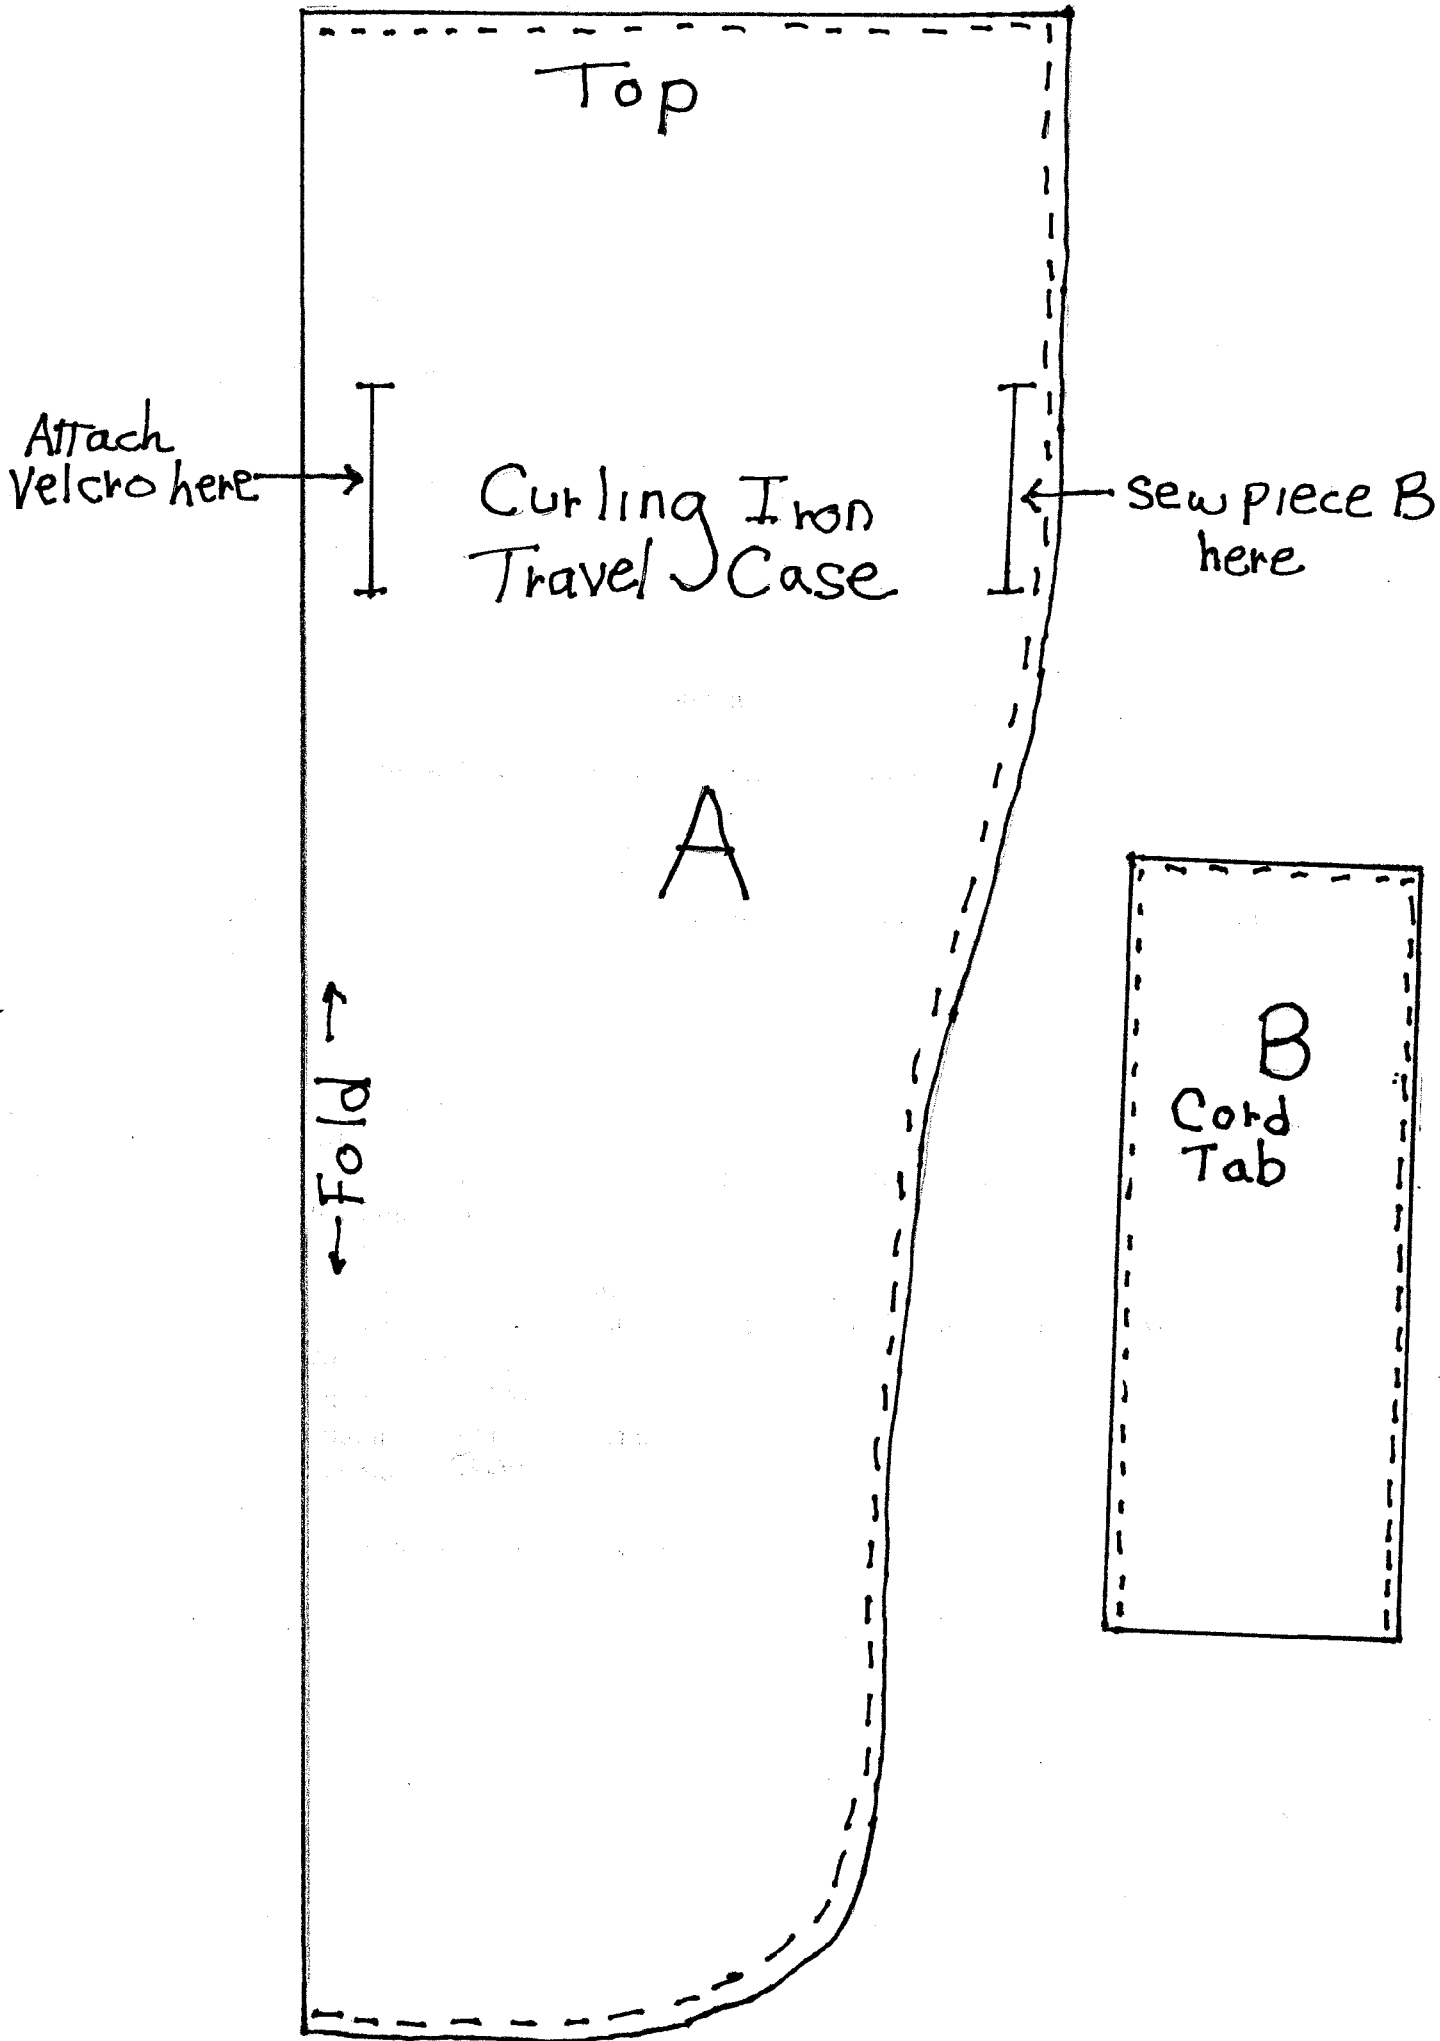 Top
Attach
Velcro here
Curling Iron
Travel Case
Sew piece B
here
A
Fold
B
Cord
Tab